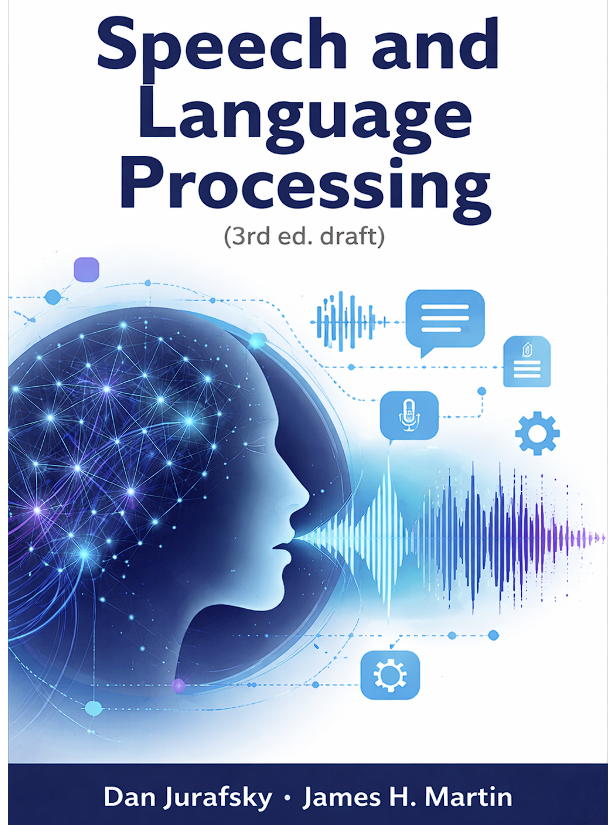 Speech and
Language
Processing
(3rd ed. draft)
Dan Jurafsky • James H. Martin